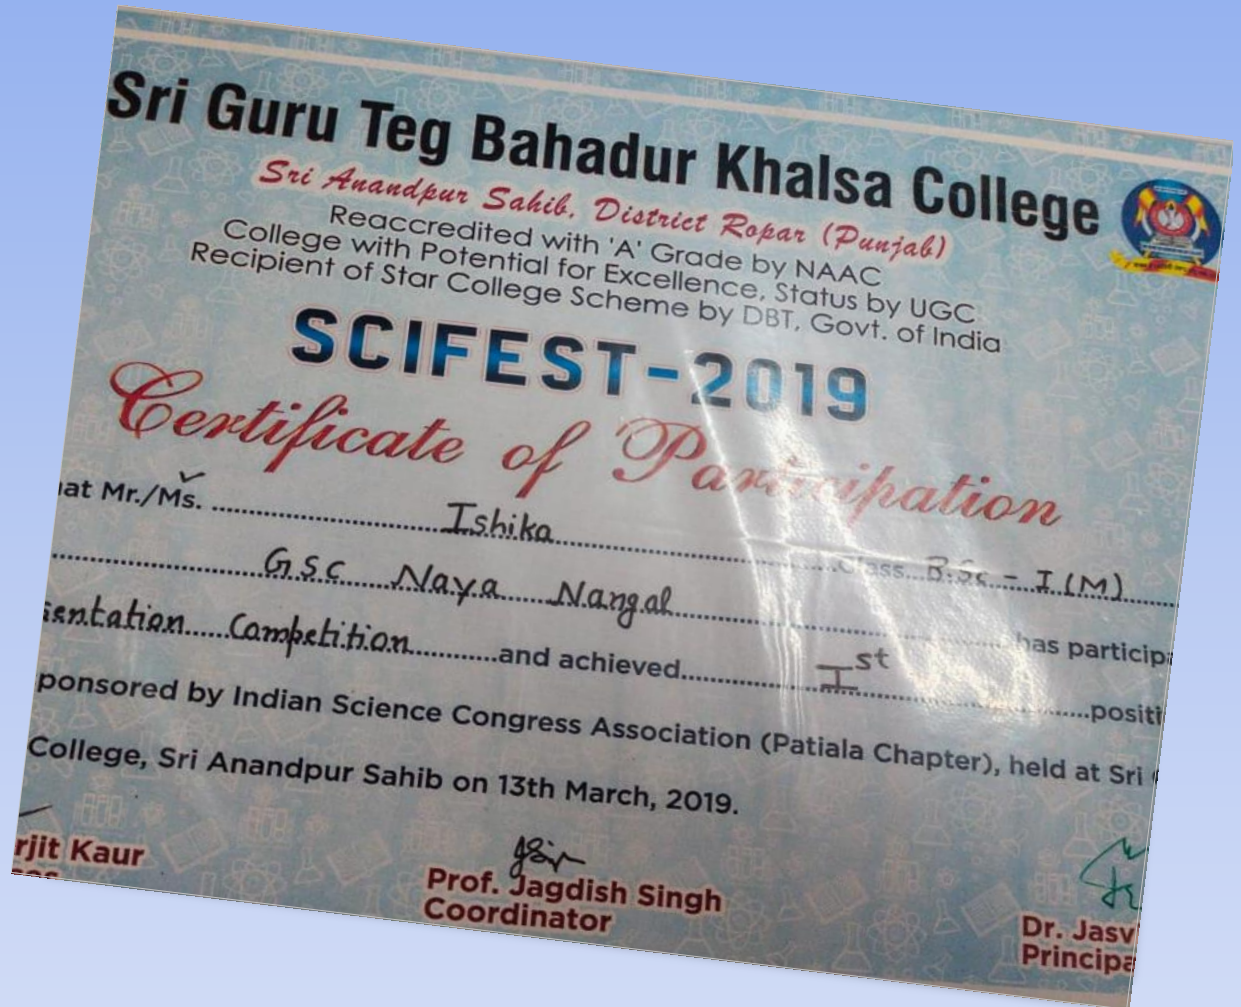 Sri Guru Teg Bahadur Khalsa College
Sri Anandpur Sahib, District Ropar (Punjab)
Reaccredited with 'A' Grade by NAAC
College with Potential for Excellence, Status by UGC
Recipient of Star College Scheme by DBT, Govt. of India
SCIFEST-2019
Certificate of Participation
at Mr./Ms. Ishika Class B.Sc - I (M)
GSC Naya Nangal has particip
sentation Competition and achieved Ist positi
ponsored by Indian Science Congress Association (Patiala Chapter), held at Sri
College, Sri Anandpur Sahib on 13th March, 2019.
rjit Kaur
Prof. Jagdish Singh
Coordinator
Dr. Jasv
Principa